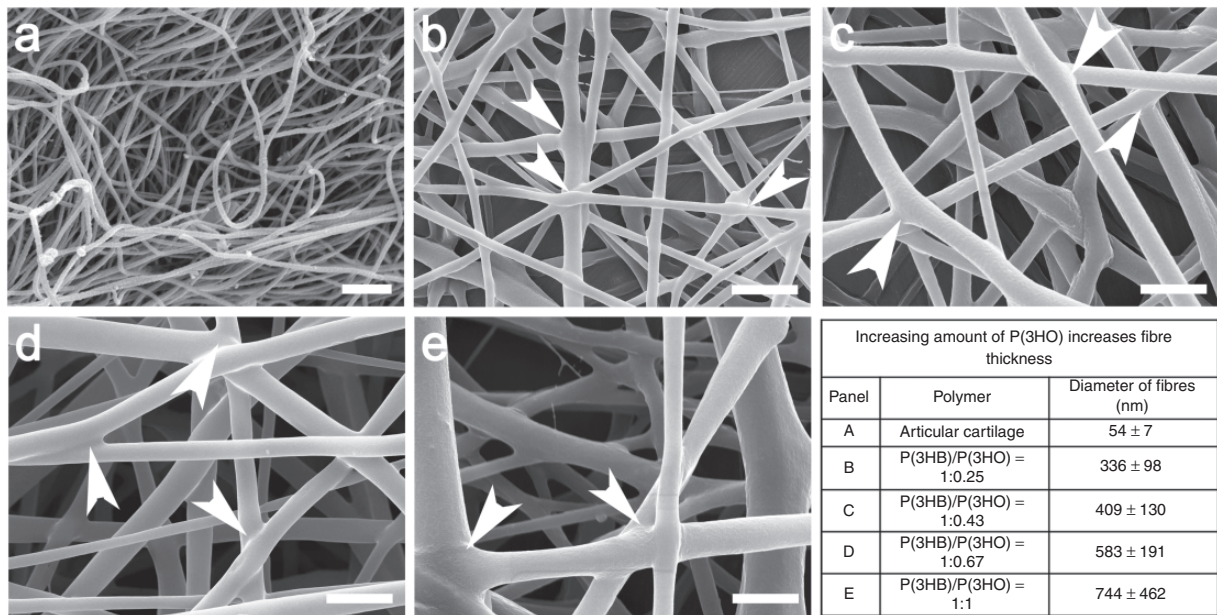 a
b
c
d
e
Increasing amount of P(3HO) increases fibre
thickness
Panel Polymer Diameter of fibres
(nm)
A Articular cartilage 54 ± 7
B P(3HB)/P(3HO) =
1:0.25 336 ± 98
C P(3HB)/P(3HO) =
1:0.43 409 ± 130
D P(3HB)/P(3HO) =
1:0.67 583 ± 191
E P(3HB)/P(3HO) =
1:1 744 ± 462